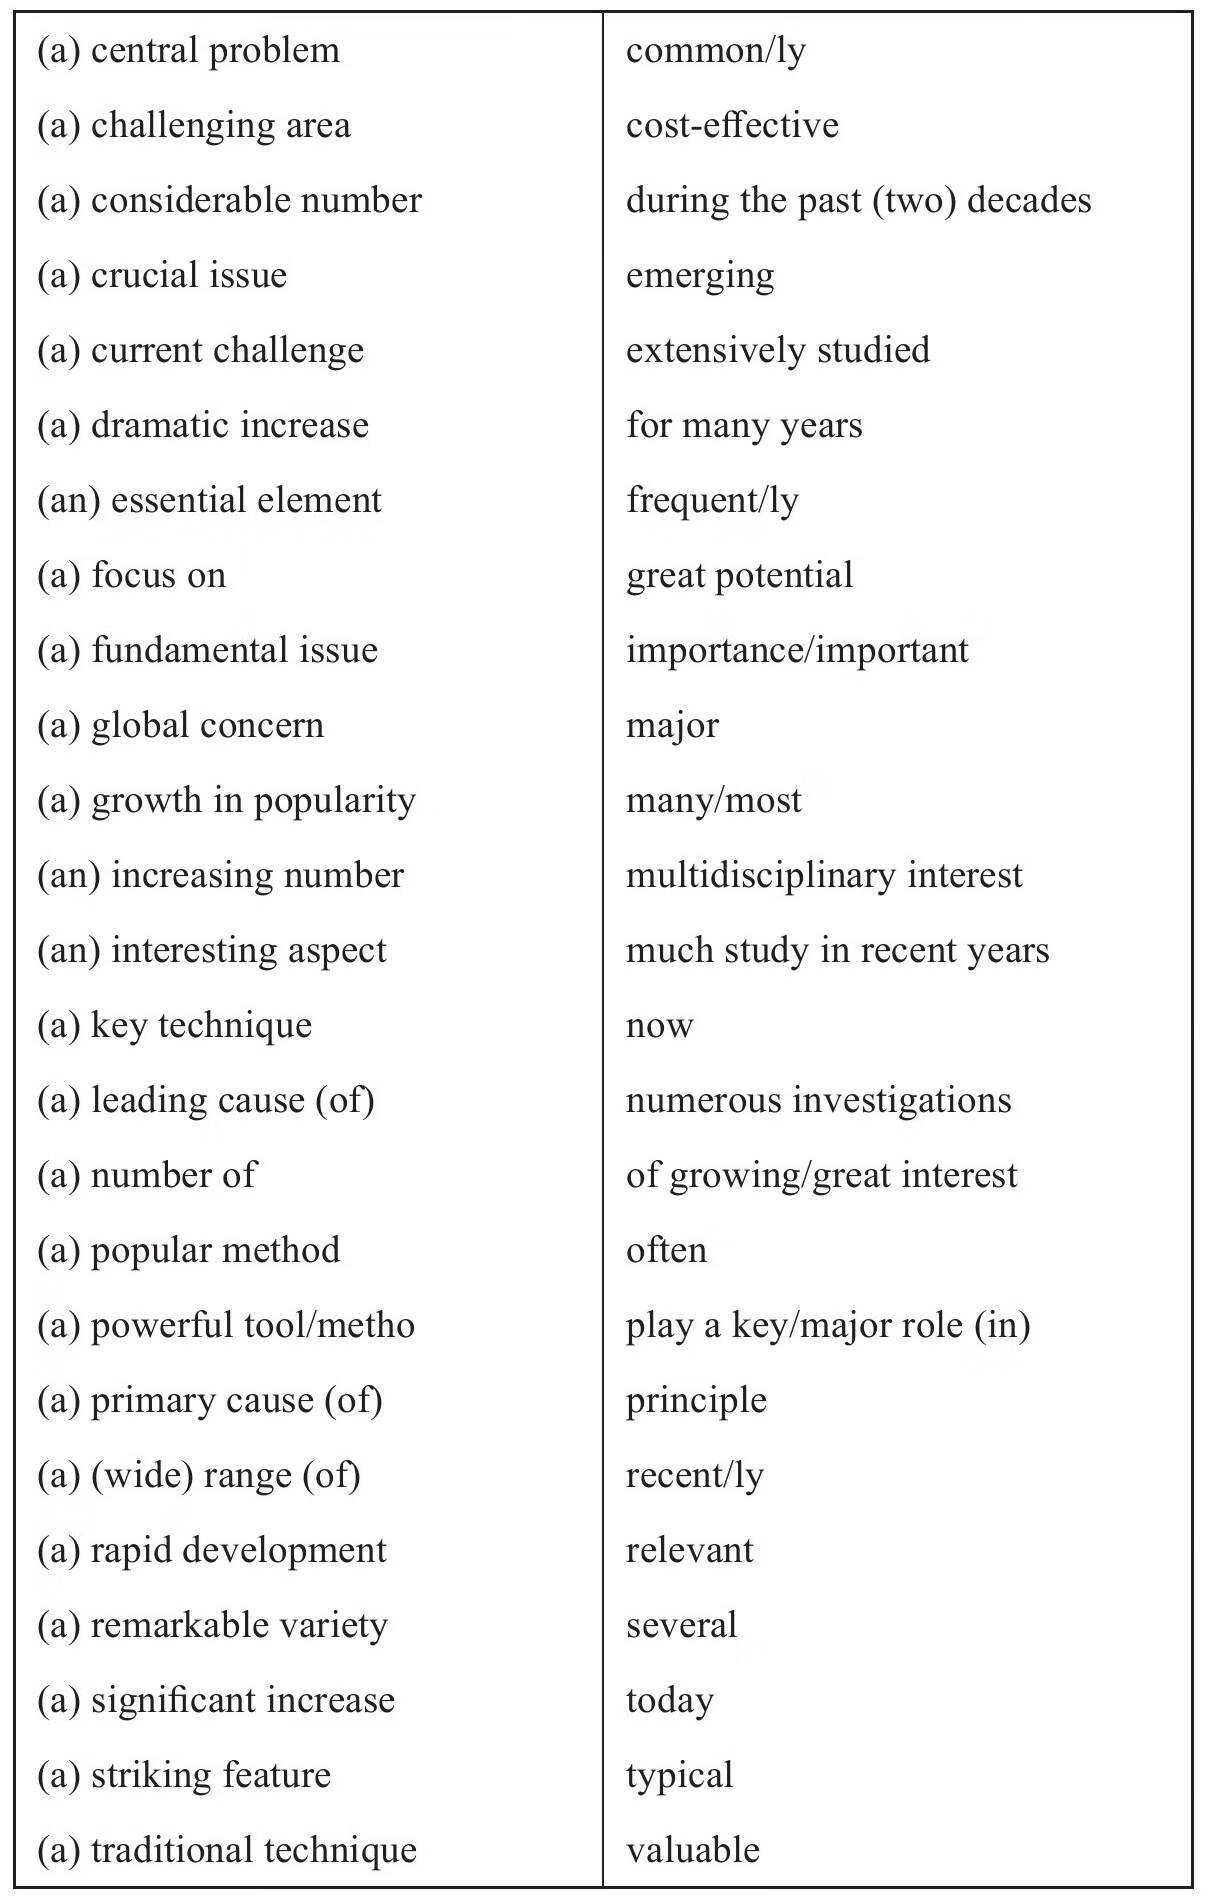 (a) central problem
(a) challenging area
(a) considerable number
(a) crucial issue
(a) current challenge
(a) dramatic increase
(an) essential element
(a) focus on
(a) fundamental issue
(a) global concern
(a) growth in popularity
(an) increasing number
(an) interesting aspect
(a) key technique
(a) leading cause (of)
(a) number of
(a) popular method
(a) powerful tool/metho
(a) primary cause (of)
(a) (wide) range (of)
(a) rapid development
(a) remarkable variety
(a) significant increase
(a) striking feature
(a) traditional technique
common/ly
cost-effective
during the past (two) decades
emerging
extensively studied
for many years
frequent/ly
great potential
importance/important
major
many/most
multidisciplinary interest
much study in recent years
now
numerous investigations
of growing/great interest
often
play a key/major role (in)
principle
recent/ly
relevant
several
today
typical
valuable